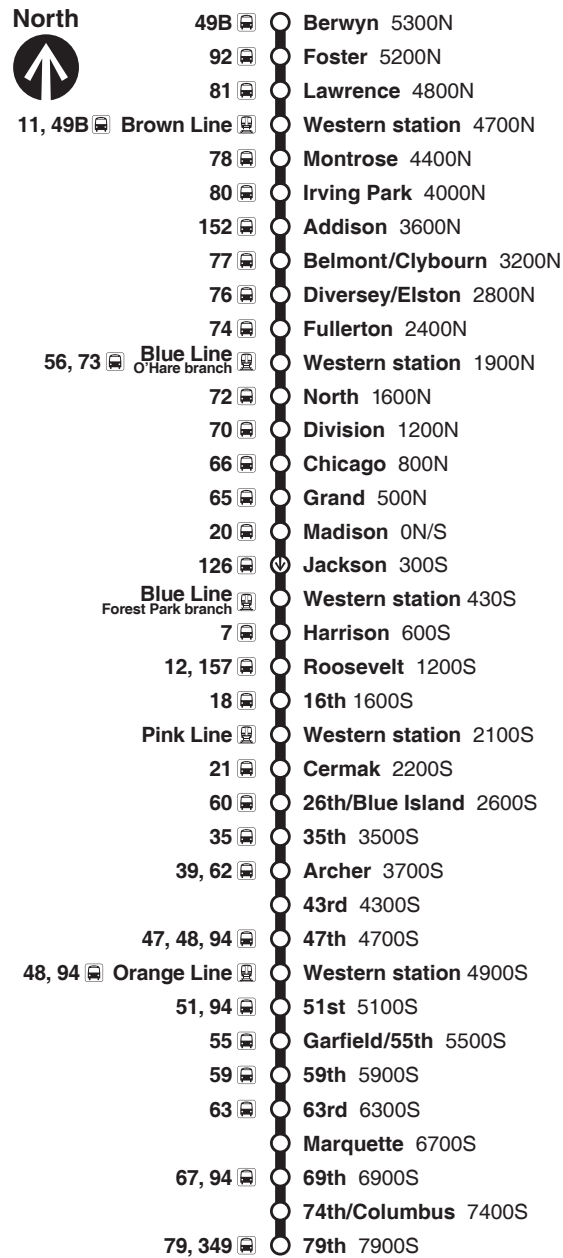 North
49B Berwyn 5300N
92 Foster 5200N
81 Lawrence 4800N
11, 49B Brown Line Western station 4700N
78 Montrose 4400N
80 Irving Park 4000N
152 Addison 3600N
77 Belmont/Clybourn 3200N
76 Diversey/Elston 2800N
74 Fullerton 2400N
56, 73 Blue Line O'Hare branch Western station 1900N
72 North 1600N
70 Division 1200N
66 Chicago 800N
65 Grand 500N
20 Madison 0N/S
126 Jackson 300S
Blue Line Forest Park branch Western station 430S
7 Harrison 600S
12, 157 Roosevelt 1200S
18 16th 1600S
Pink Line Western station 2100S
21 Cermak 2200S
60 26th/Blue Island 2600S
35 35th 3500S
39, 62 Archer 3700S
43rd 4300S
47, 48, 94 47th 4700S
48, 94 Orange Line Western station 4900S
51, 94 51st 5100S
55 Garfield/55th 5500S
59 59th 5900S
63 63rd 6300S
Marquette 6700S
67, 94 69th 6900S
74th/Columbus 7400S
79, 349 79th 7900S